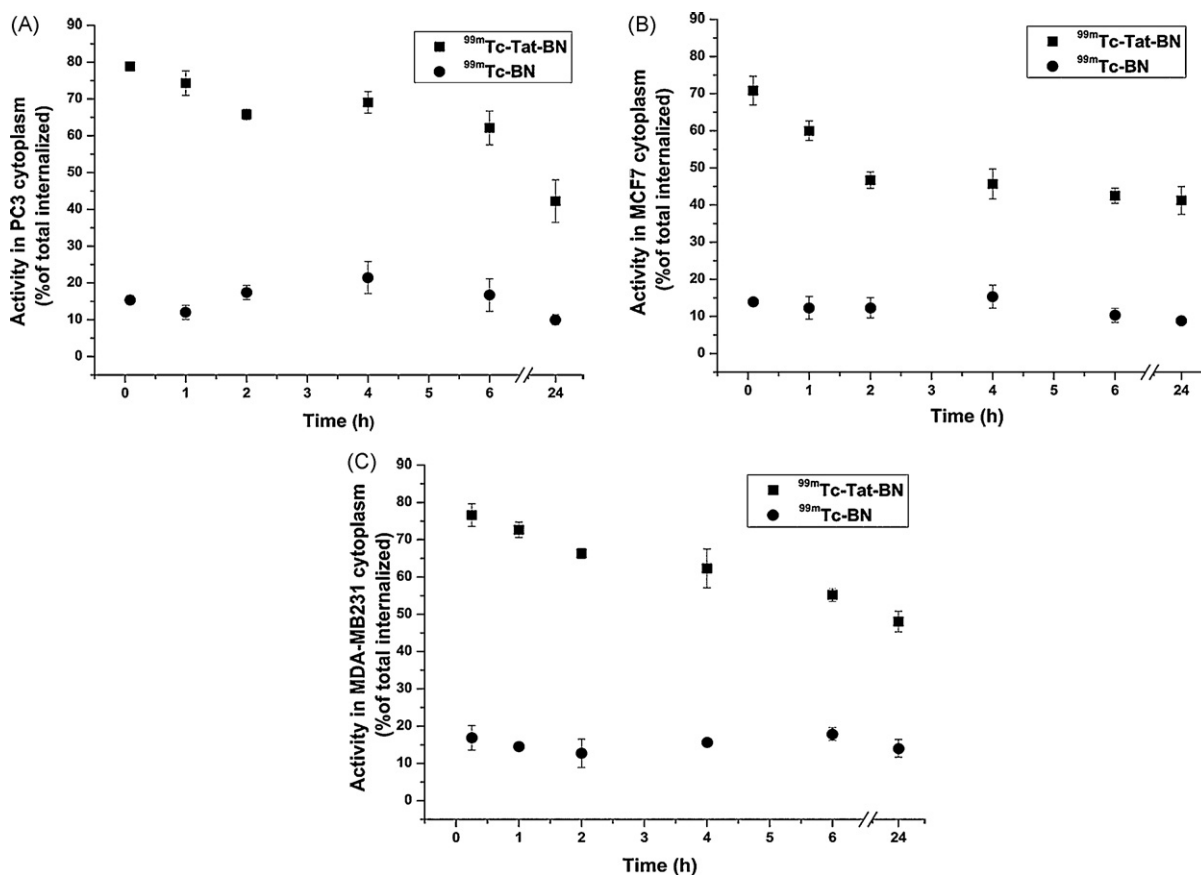 (A)
Activity in PC3 cytoplasm
(%of total internalized)
90
80
70
60
50
40
30
20
10
0
99mTc-Tat-BN
99mTc-BN
0 1 2 3 4 5 6 24
Time (h)
(B)
Activity in MCF7 cytoplasm
(%of total internalized)
90
80
70
60
50
40
30
20
10
0
99mTc-Tat-BN
99mTc-BN
0 1 2 3 4 5 6 24
Time (h)
(C)
Activity in MDA-MB231 cytoplasm
(%of total internalized)
90
80
70
60
50
40
30
20
10
0
99mTc-Tat-BN
99mTc-BN
0 1 2 3 4 5 6 24
Time (h)